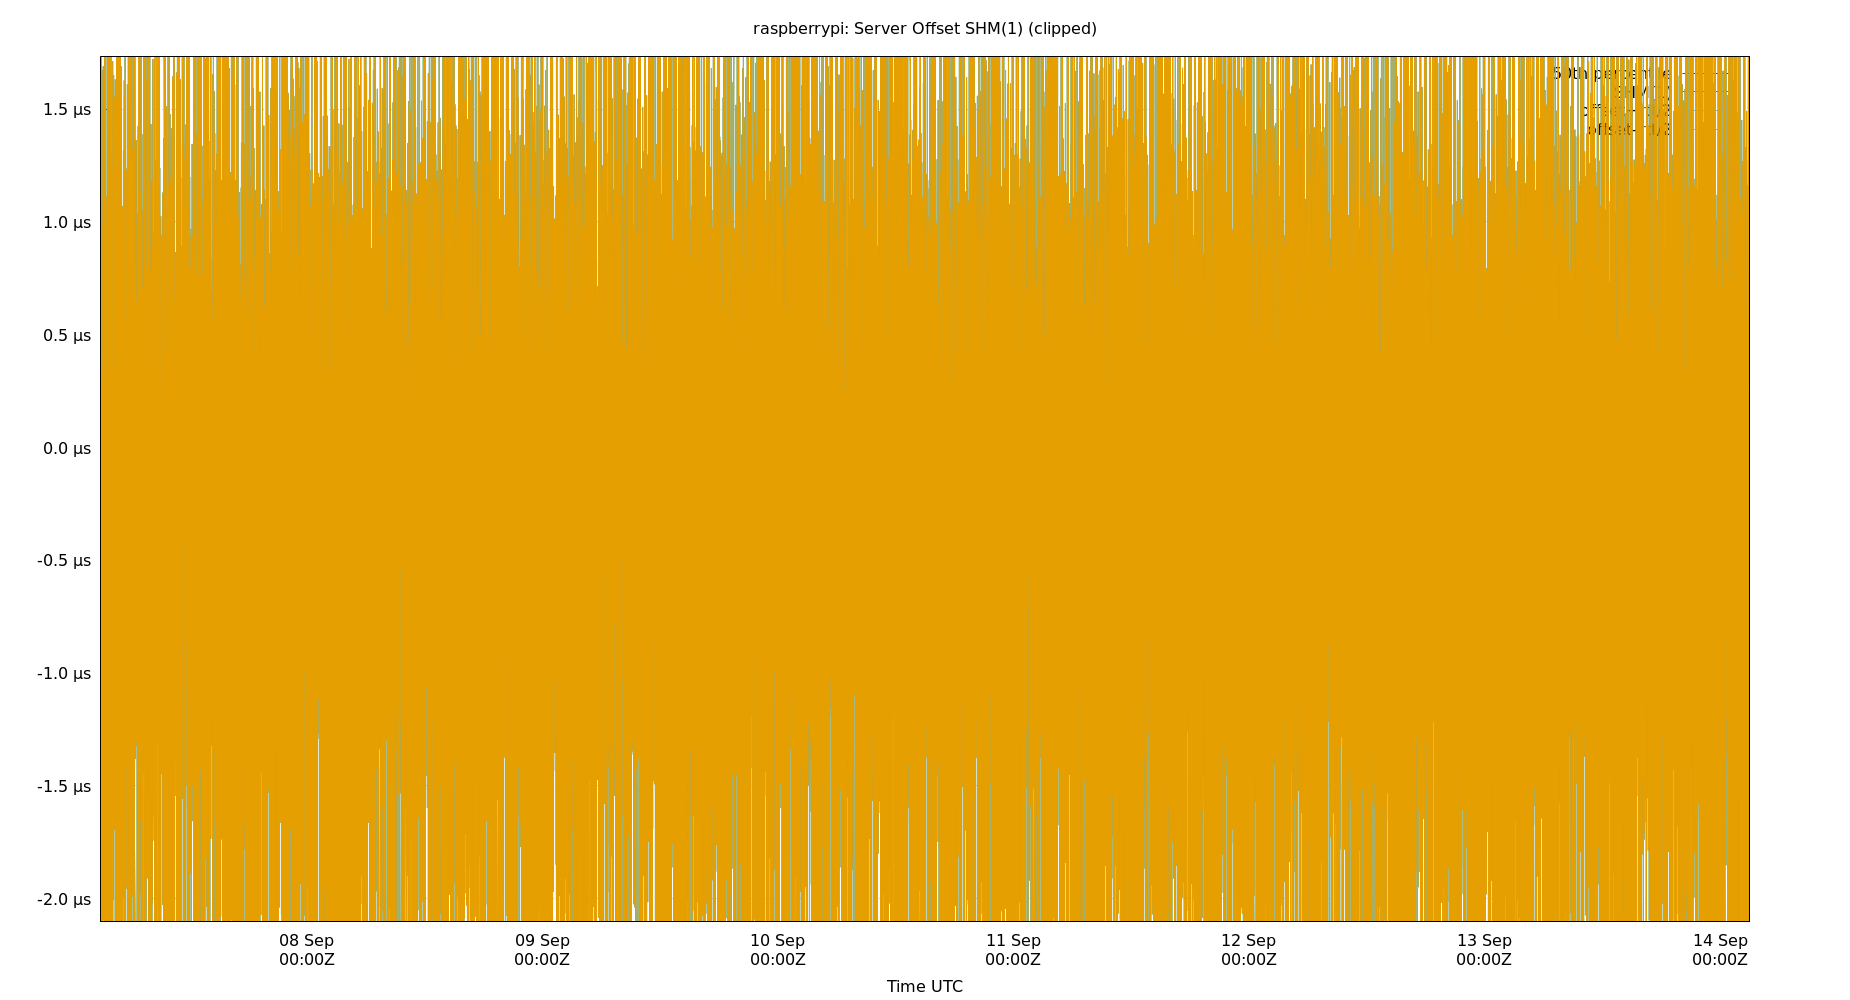 raspberrypi: Server Offset SHM(1) (clipped)
1.5 µs
1.0 µs
0.5 µs
0.0 µs
-0.5 µs
-1.0 µs
-1.5 µs
-2.0 µs
08 Sep 09 Sep 10 Sep 11 Sep 12 Sep 13 Sep 14 Sep
00:00Z 00:00Z 00:00Z 00:00Z 00:00Z 00:00Z 00:00Z
Time UTC